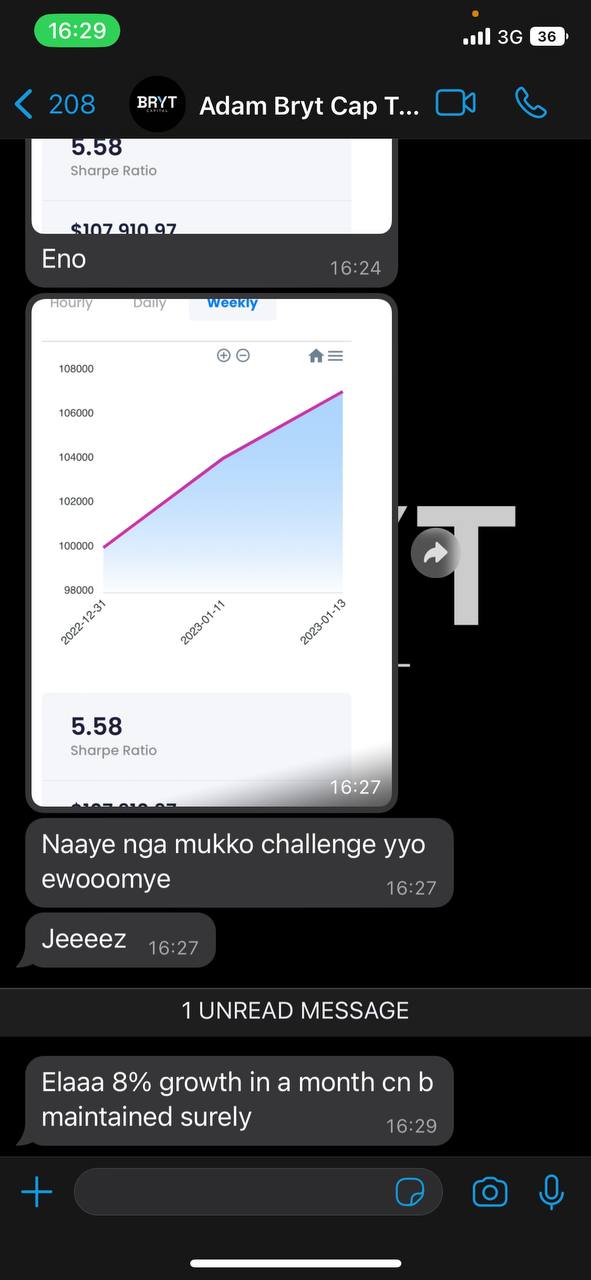 16:29
3G
36
208
BRYT
CAPITAL
Adam Bryt Cap T...
5.58
Sharpe Ratio
$107,910.97
Eno
16:24
Hourly Daily Weekly
108000
106000
104000
102000
100000
98000
2022-12-31
2023-01-11
2023-01-13
YT
5.58
Sharpe Ratio
16:27
Naaye nga mukko challenge yyo
ewooomye
16:27
Jeeeez
16:27
1 UNREAD MESSAGE
Elaaa 8% growth in a month cn b
maintained surely
16:29